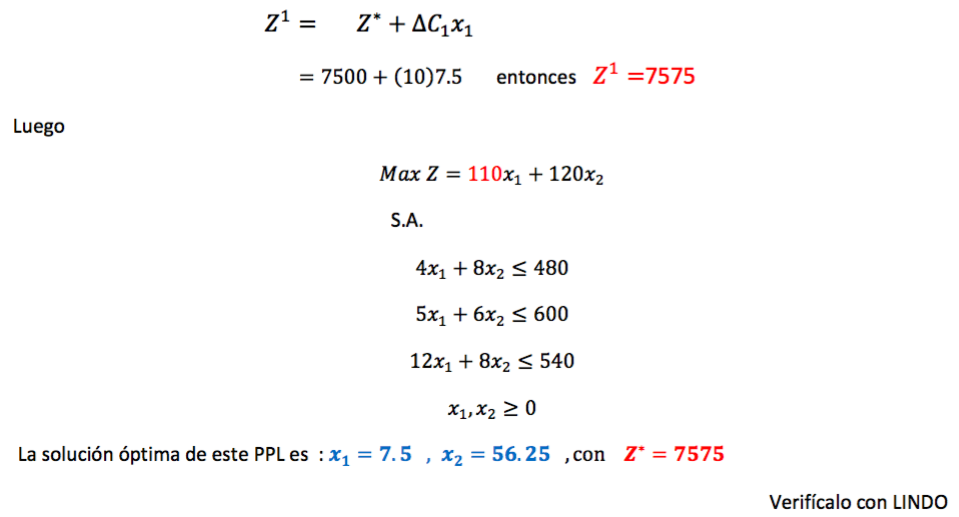 Z¹ = Z* + ΔC₁x₁
= 7500 + (10)7.5 entonces Z¹ =7575
Luego
Max Z = 110x₁ + 120x₂
S.A.
4x₁ + 8x₂ ≤ 480
5x₁ + 6x₂ ≤ 600
12x₁ + 8x₂ ≤ 540
x₁, x₂ ≥ 0
La solución óptima de este PPL es : x₁ = 7.5 , x₂ = 56.25 , con Z* = 7575
Verifícalo con LINDO